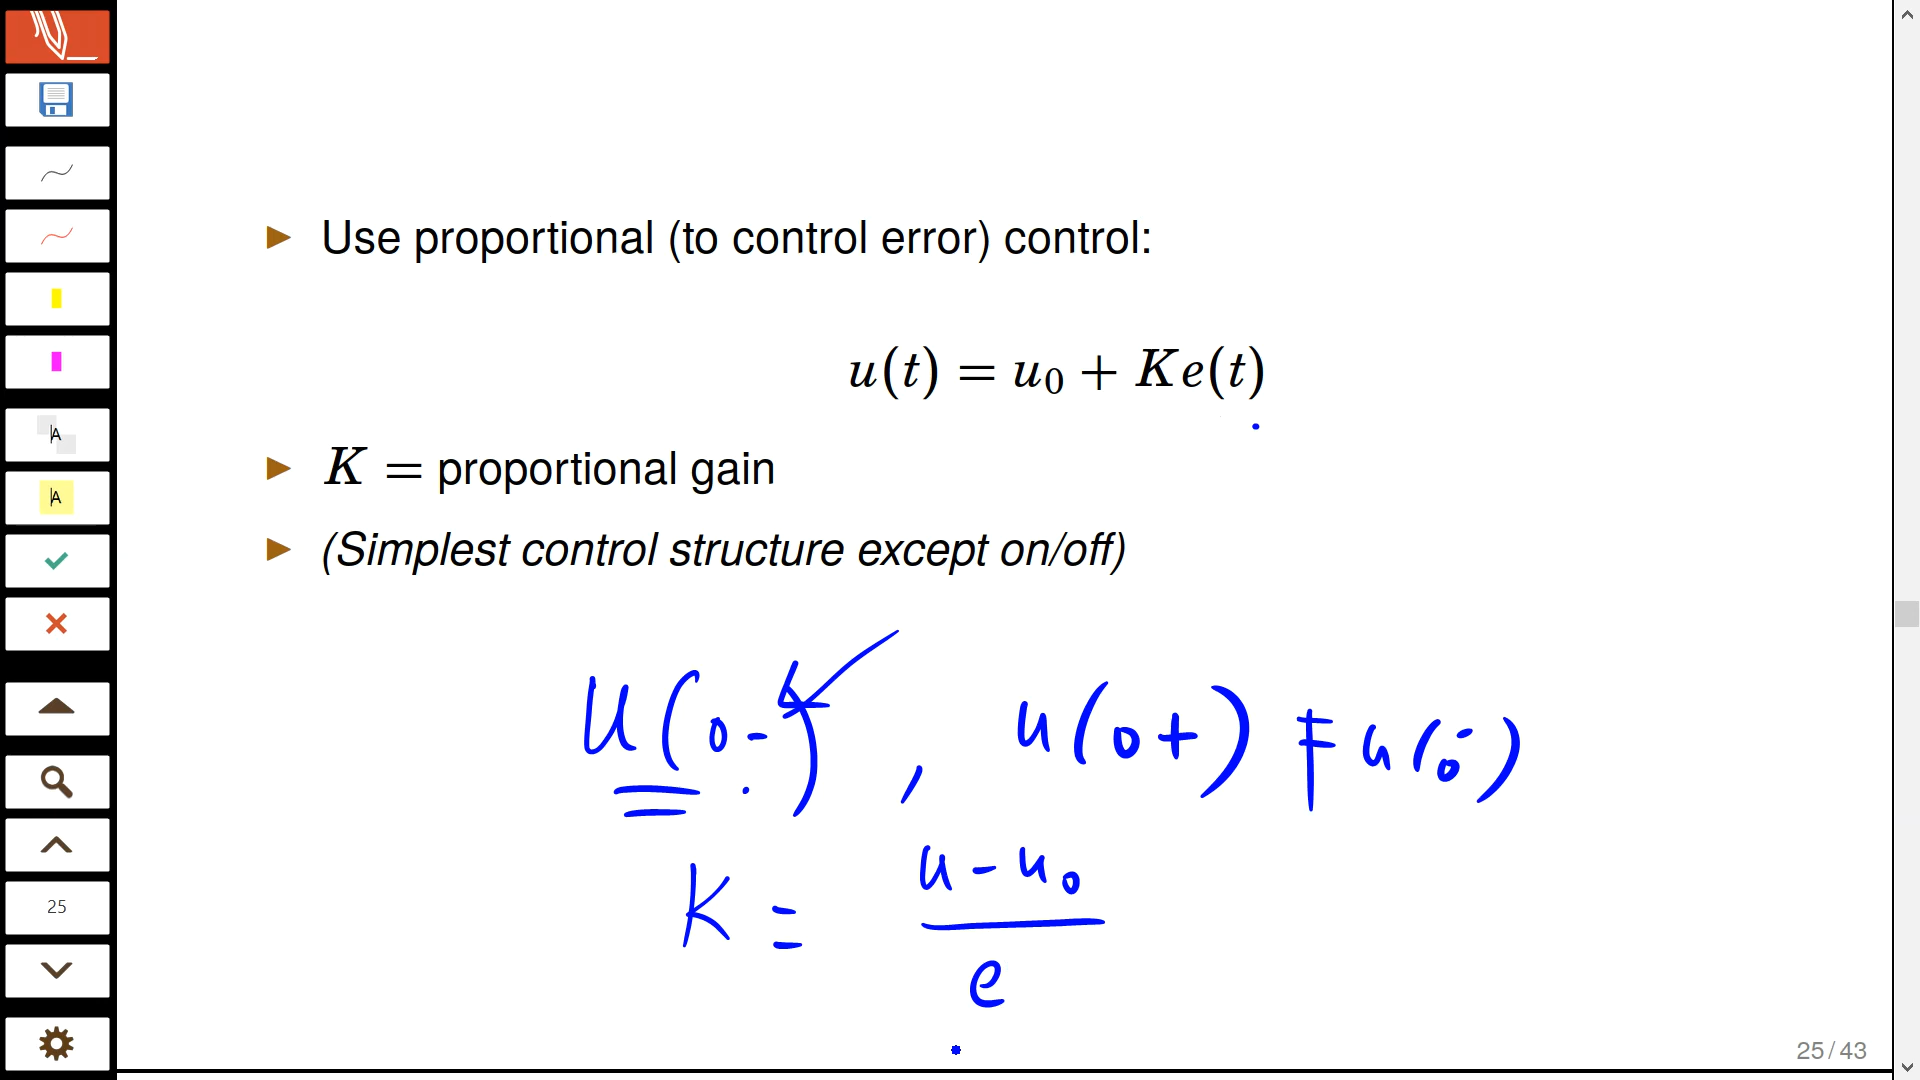 ► Use proportional (to control error) control:
u(t) = u₀ + Ke(t)
► K = proportional gain
► (Simplest control structure except on/off)
u(0-) , u(0+) ≠ u(0⁻)
K = (u - u₀)/e
A
A
25
25/43